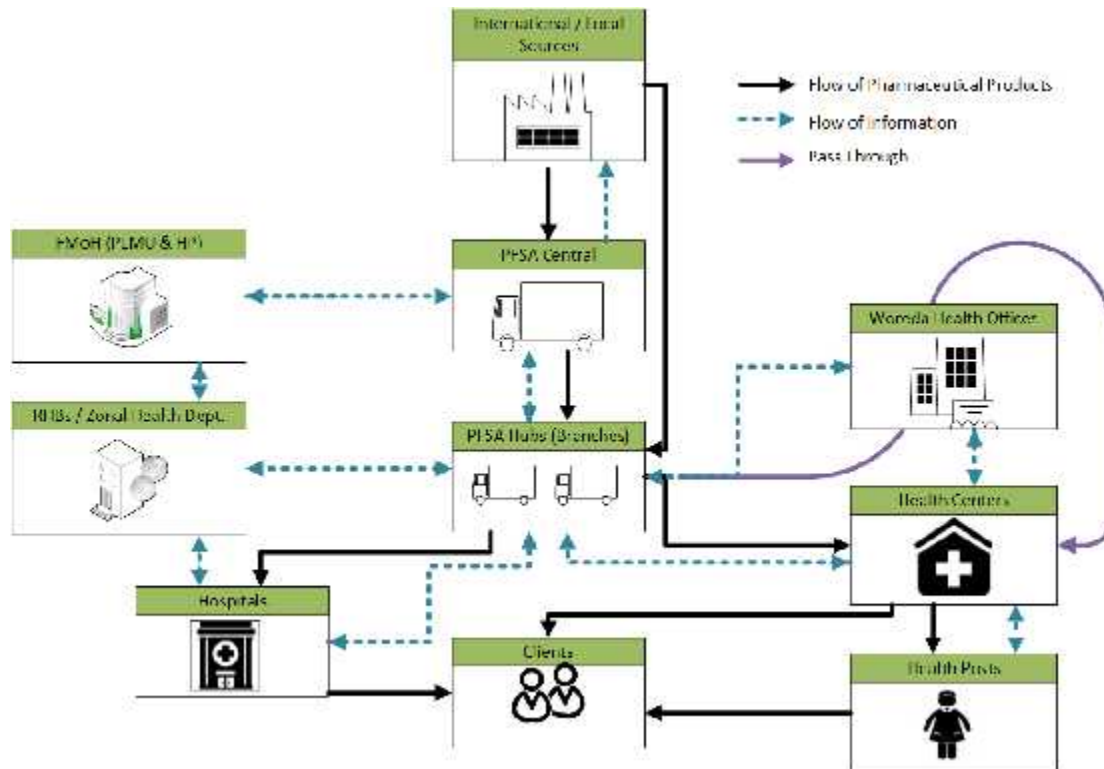 International / Local
Sources
Flow of Pharmaceutical Products
Flow of Information
Pass Through
FMoH (PLMU & HP)
PFSA Central
Woreda Health Offices
RHBs / Zonal Health Dept.
PFSA Hubs (Branches)
Health Centers
Hospitals
Clients
Health Posts